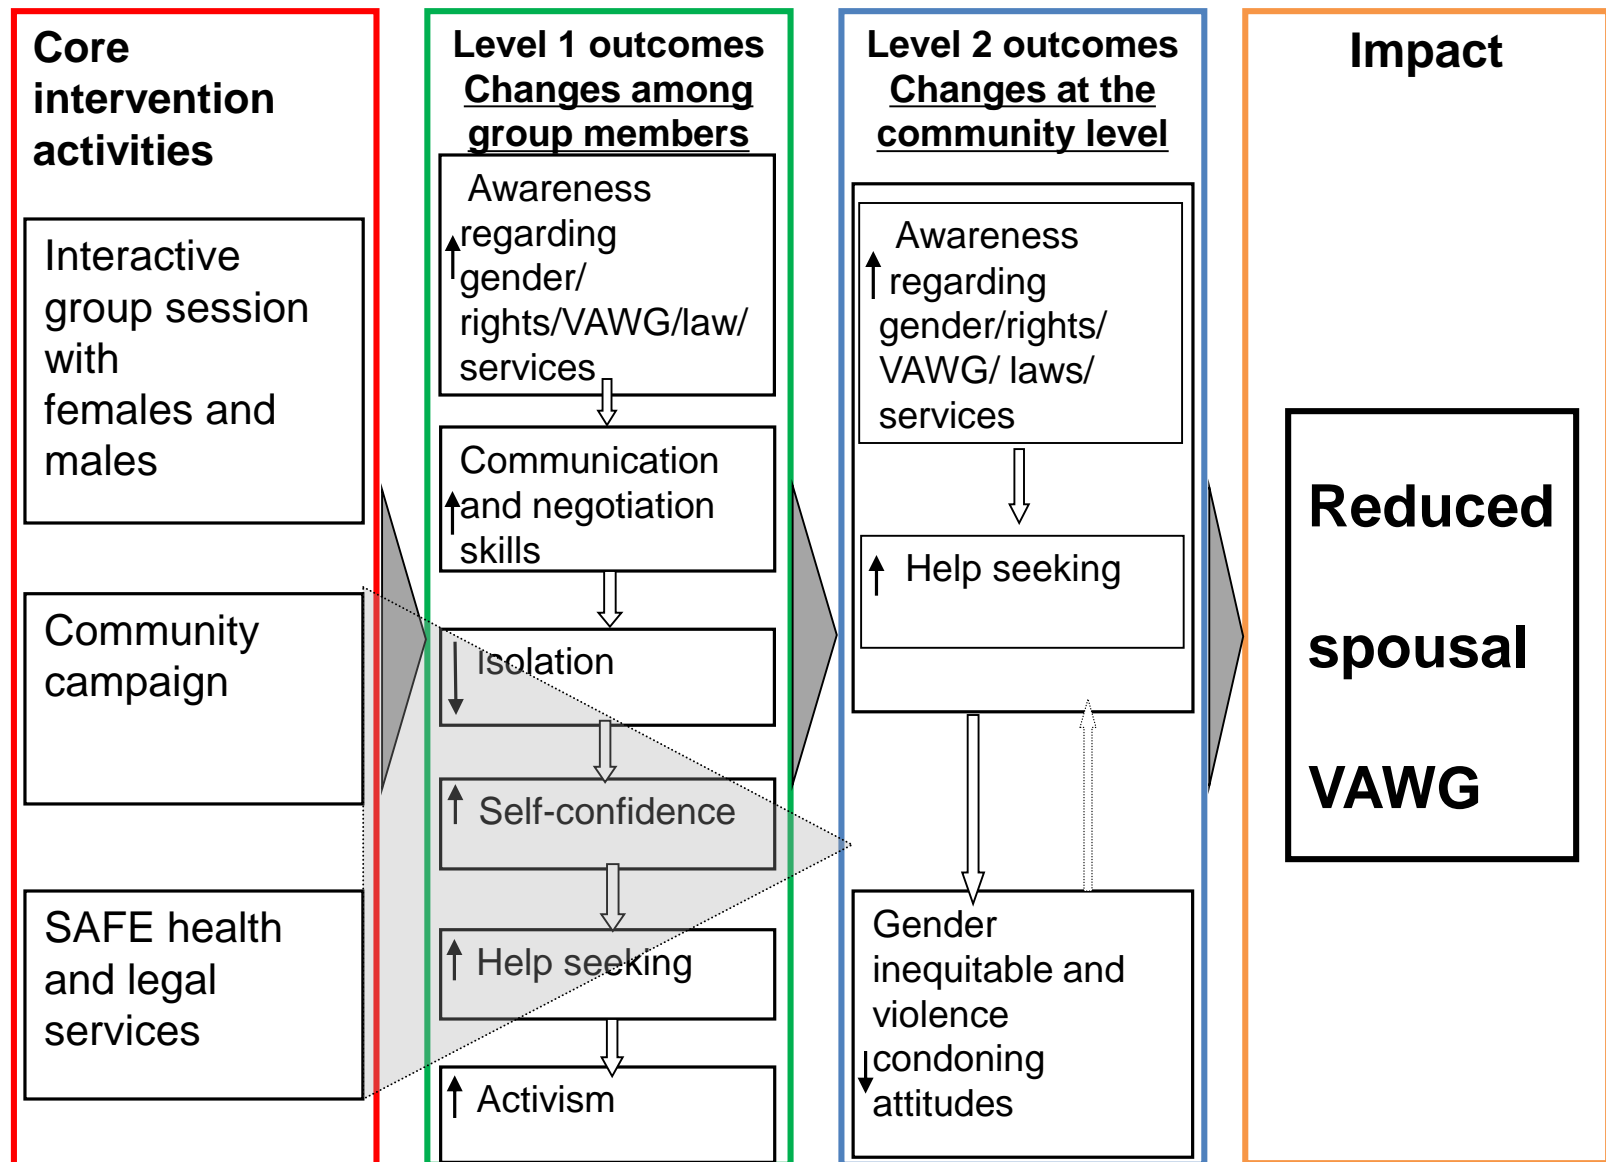 Core
intervention
activities
Interactive
group session
with
females and
males
Community
campaign
SAFE health
and legal
services
Level 1 outcomes
Changes among
group members
Awareness
regarding
gender/
rights/VAWG/law/
services
Communication
and negotiation
skills
Isolation
Self-confidence
Help seeking
Activism
Level 2 outcomes
Changes at the
community level
Awareness
regarding
gender/rights/
VAWG/ laws/
services
Help seeking
Gender
inequitable and
violence
condoning
attitudes
Impact
Reduced
spousal
VAWG